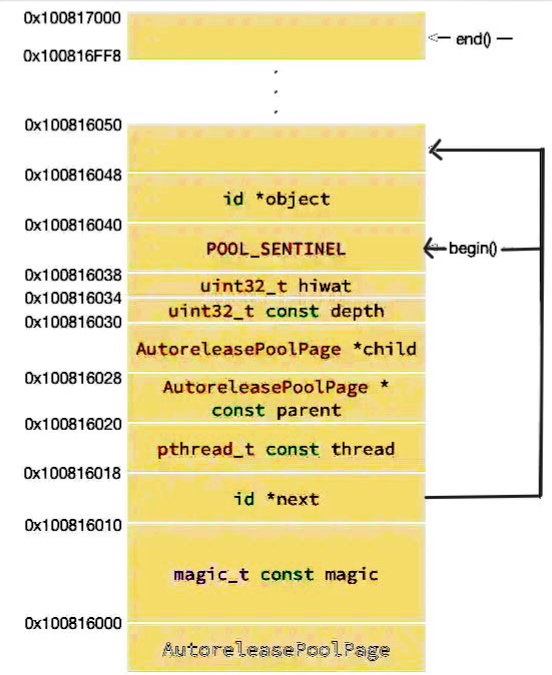 0x100817000
0x100816FF8
end()
0x100816050
0x100816048
id *object
0x100816040
POOL_SENTINEL
begin()
0x100816038
uint32_t hiwat
0x100816034
uint32_t const depth
0x100816030
AutoreleasePoolPage *child
0x100816028
AutoreleasePoolPage *
const parent
0x100816020
pthread_t const thread
0x100816018
id *next
0x100816010
magic_t const magic
0x100816000
AutoreleasePoolPage